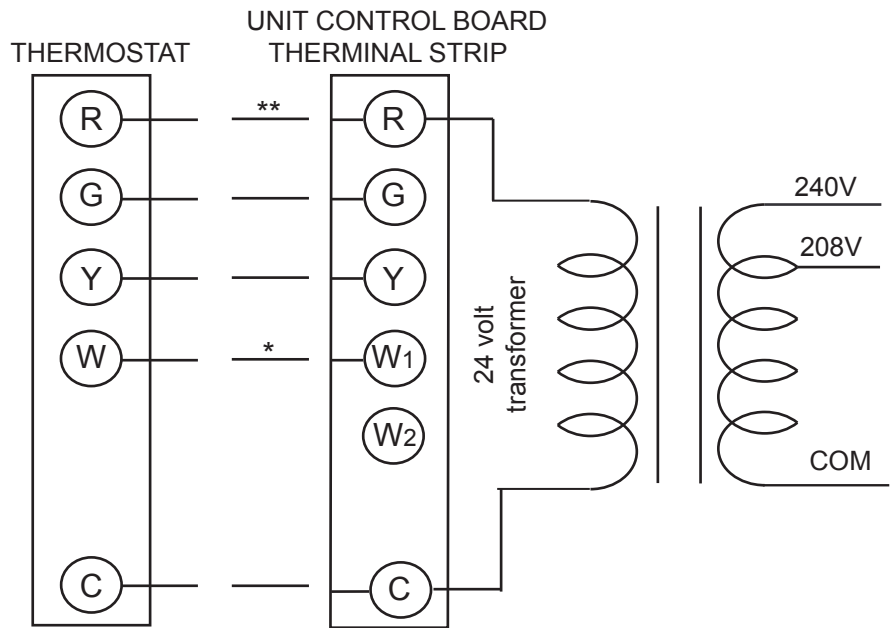 UNIT CONTROL BOARD
THERMINAL STRIP
THERMOSTAT
R
**
R
G
G
Y
Y
W
*
W1
W2
C
C
24 volt
transformer
240V
208V
COM